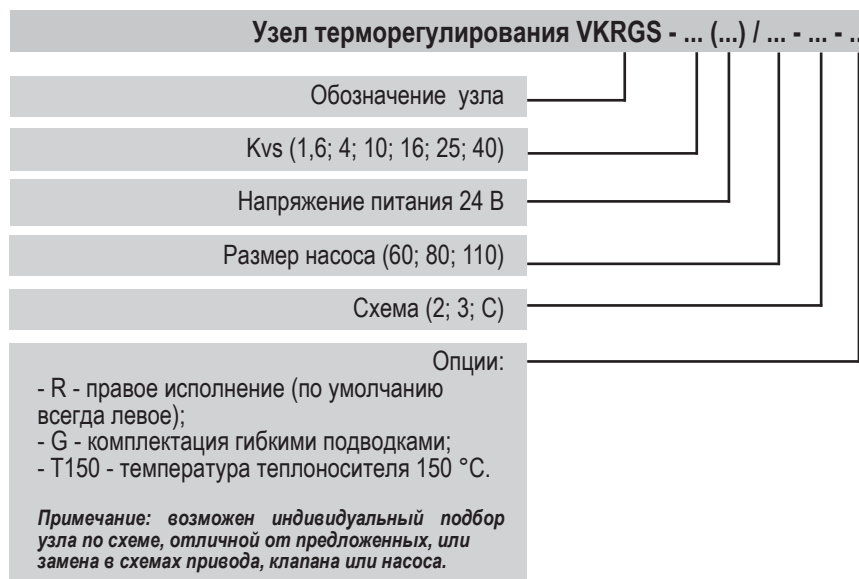 Узел терморегулирования VKRGS - ... (...) / ... - ... - ..
Обозначение узла
Kvs (1,6; 4; 10; 16; 25; 40)
Напряжение питания 24 В
Размер насоса (60; 80; 110)
Схема (2; 3; С)
Опции:
- R - правое исполнение (по умолчанию
всегда левое);
- G - комплектация гибкими подводками;
- T150 - температура теплоносителя 150 °С.
Примечание: возможен индивидуальный подбор
узла по схеме, отличной от предложенных, или
замена в схемах привода, клапана или насоса.